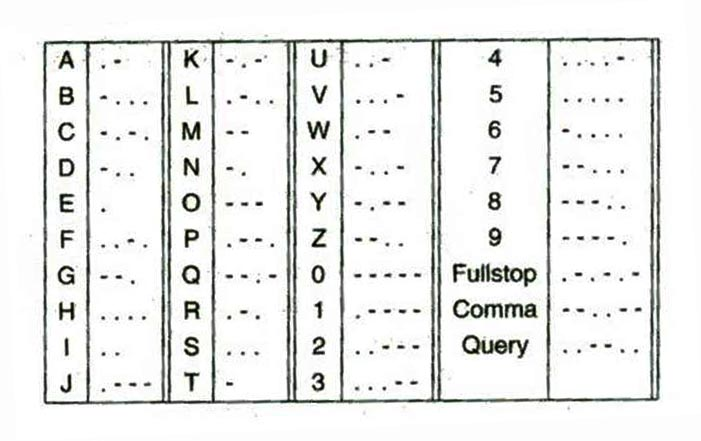 A .- K -.- U ..- 4 ....-
B -... L .-.. V ...- 5 .....
C -.-. M -- W .-- 6 -....
D -.. N -. X -..- 7 --...
E . O --- Y -.-- 8 ---..
F ..-. P .--. Z --.. 9 ----.
G --. Q --.- 0 ----- Fullstop .-.-.-
H .... R .-. 1 .---- Comma --..--
I .. S ... 2 ..--- Query ..--..
J .--- T - 3 ...--